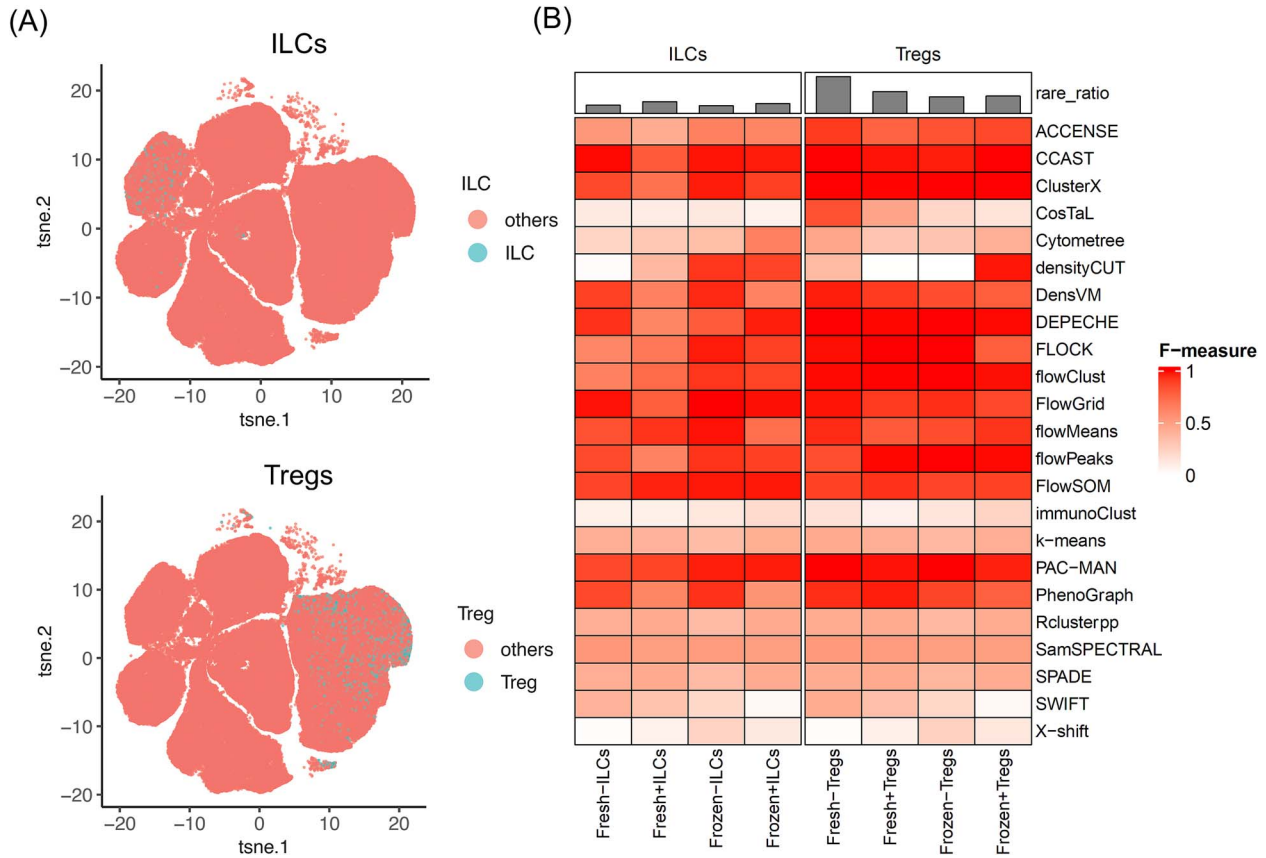 (A)
ILCs
20
10
0
−10
−20
tsne.2
−20 −10 0 10 20
tsne.1
ILC
others
ILC
Tregs
20
10
0
−10
−20
tsne.2
−20 −10 0 10 20
tsne.1
Treg
others
Treg
(B)
ILCs Tregs
rare_ratio
ACCENSE
CCAST
ClusterX
CosTaL
Cytometree
densityCUT
DensVM
DEPECHE
FLOCK
flowClust
FlowGrid
flowMeans
flowPeaks
FlowSOM
immunoClust
k−means
PAC−MAN
PhenoGraph
Rclusterpp
SamSPECTRAL
SPADE
SWIFT
X−shift
Fresh−ILCs
Fresh+ILCs
Frozen−ILCs
Frozen+ILCs
Fresh−Tregs
Fresh+Tregs
Frozen−Tregs
Frozen+Tregs
F−measure
1
0.5
0